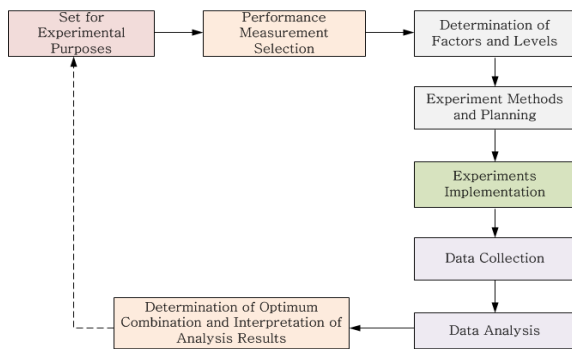 Set for
Experimental
Purposes
Performance
Measurement
Selection
Determination of
Factors and Levels
Experiment Methods
and Planning
Experiments
Implementation
Data Collection
Data Analysis
Determination of Optimum
Combination and Interpretation of
Analysis Results